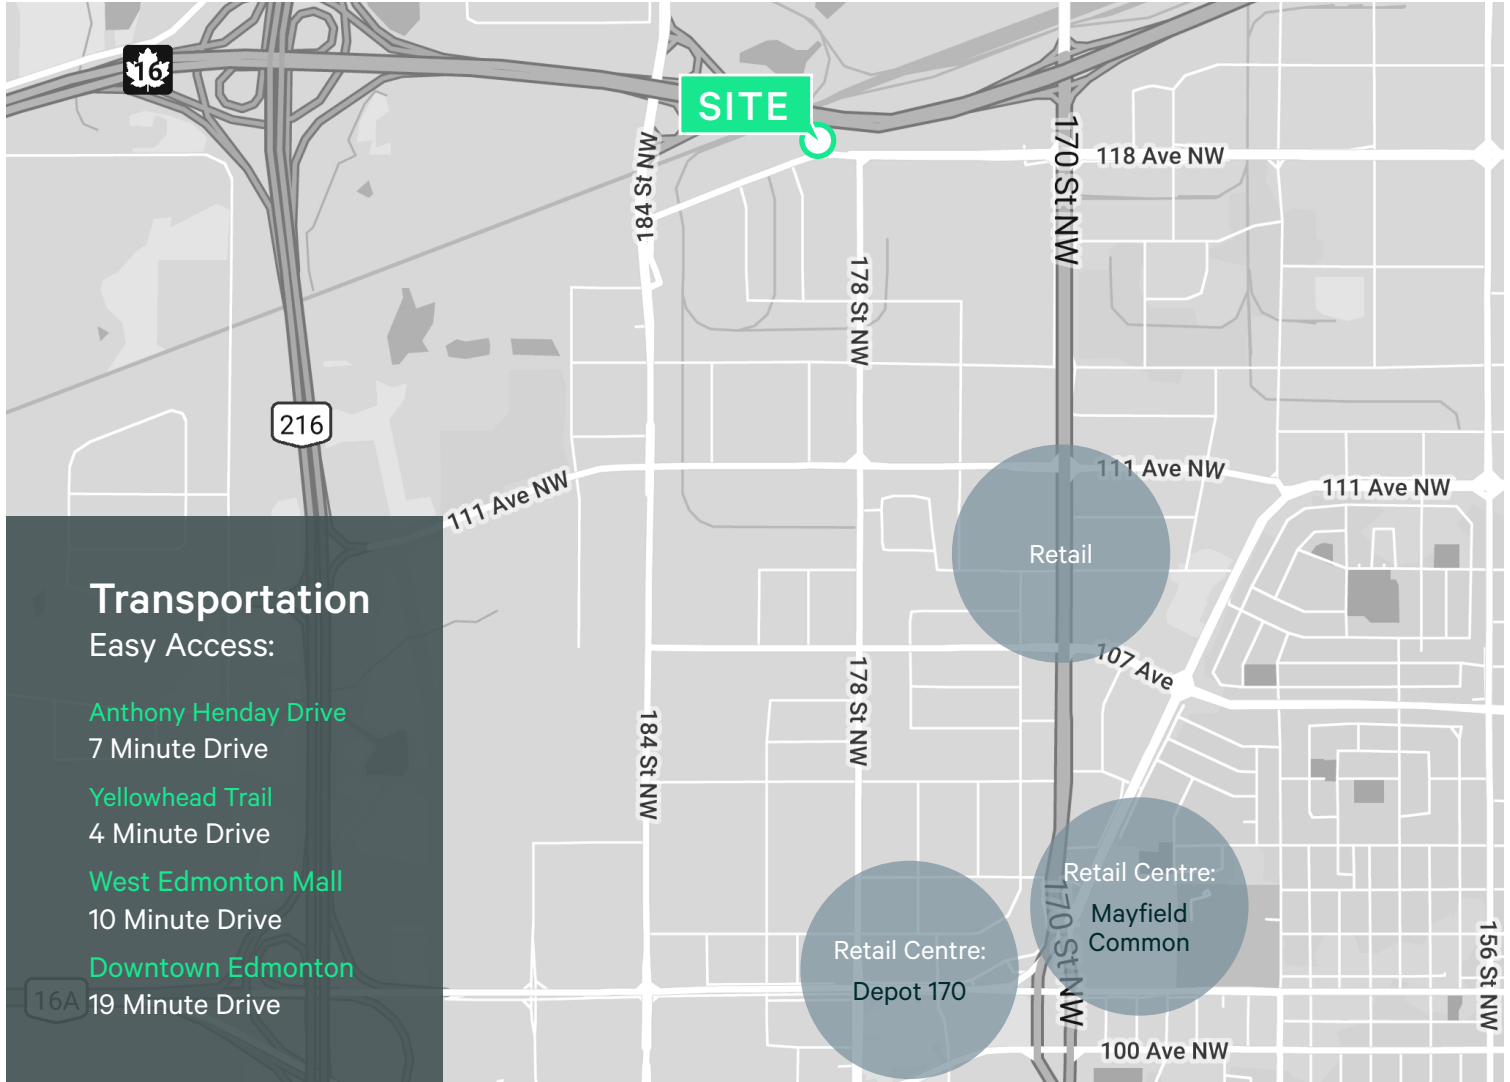 16
SITE
170 St NW
118 Ave NW
184 St NW
178 St NW
216
111 Ave NW
111 Ave NW
111 Ave NW
Retail
107 Ave
178 St NW
184 St NW
Transportation
Easy Access:
Anthony Henday Drive
7 Minute Drive
Yellowhead Trail
4 Minute Drive
West Edmonton Mall
10 Minute Drive
Downtown Edmonton
19 Minute Drive
16A
Retail Centre:
Mayfield
Common
Retail Centre:
Depot 170
170 St NW
156 St NW
100 Ave NW